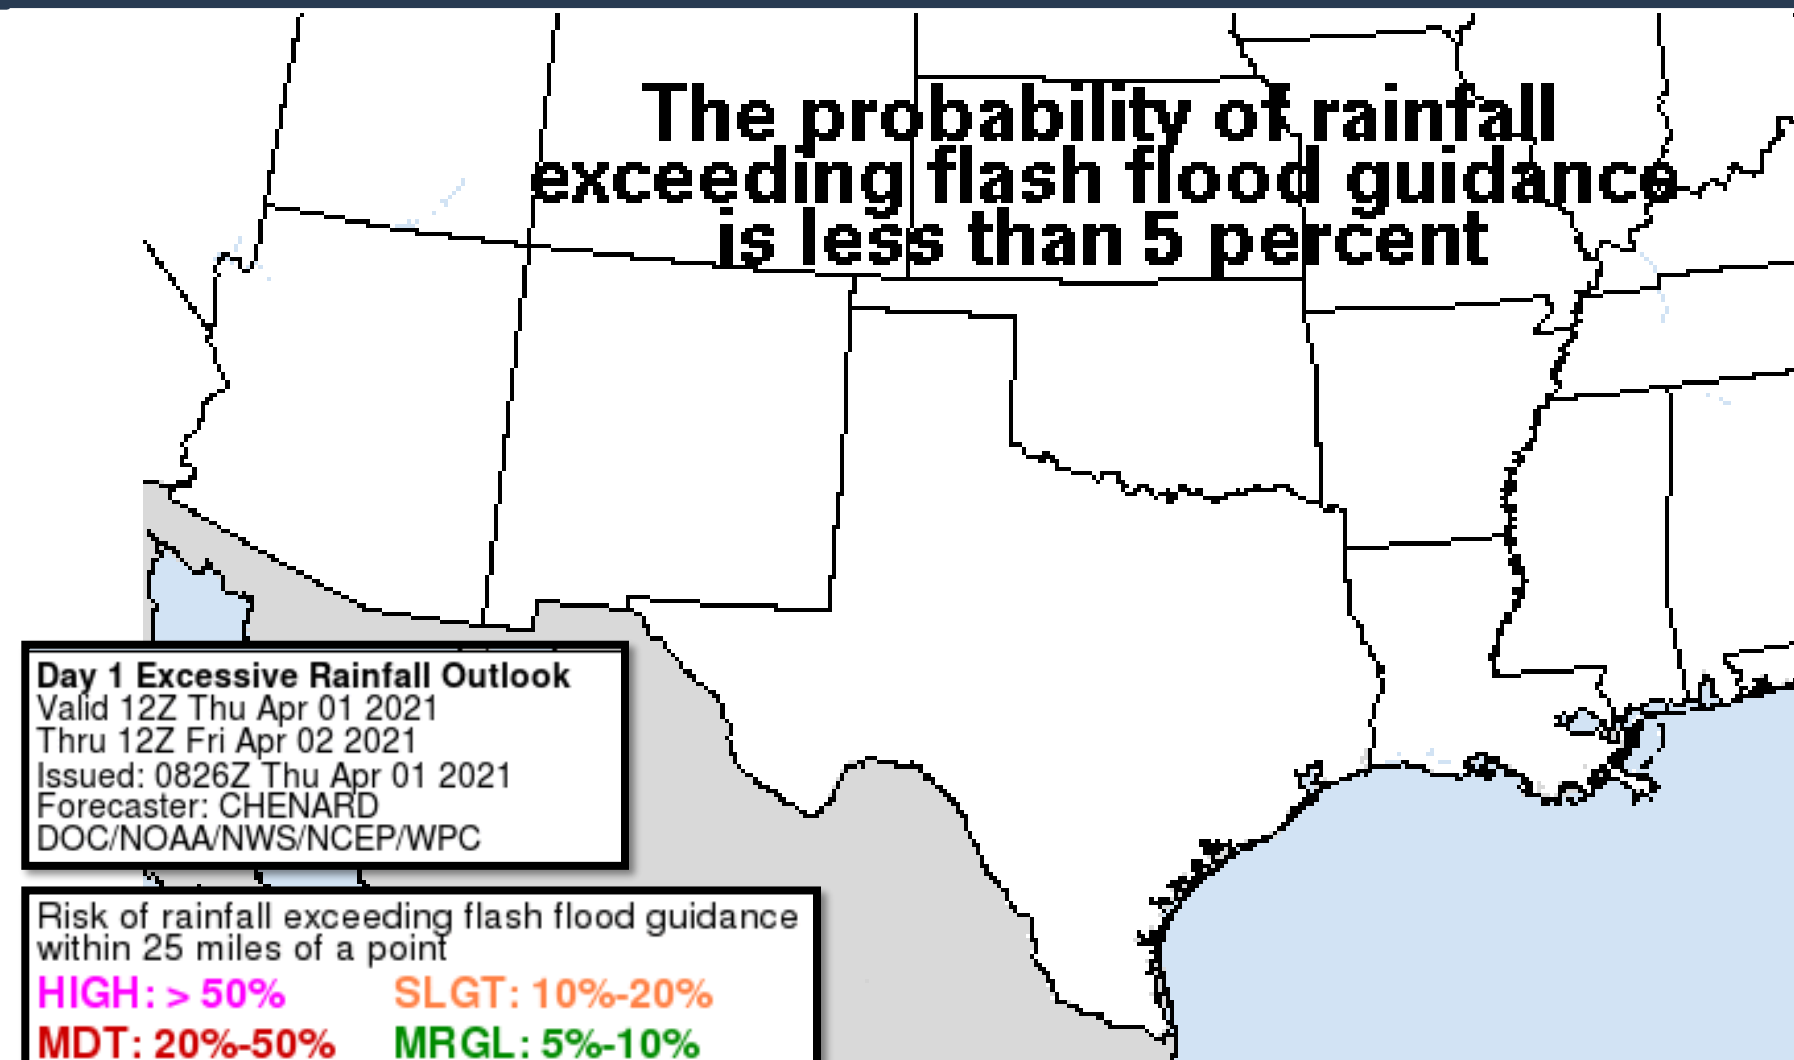 The probability of rainfall
exceeding flash flood guidance
is less than 5 percent
Day 1 Excessive Rainfall Outlook
Valid 12Z Thu Apr 01 2021
Thru 12Z Fri Apr 02 2021
Issued: 0826Z Thu Apr 01 2021
Forecaster: CHENARD
DOC/NOAA/NWS/NCEP/WPC
Risk of rainfall exceeding flash flood guidance
within 25 miles of a point
HIGH: > 50% SLGT: 10%-20%
MDT: 20%-50% MRGL: 5%-10%